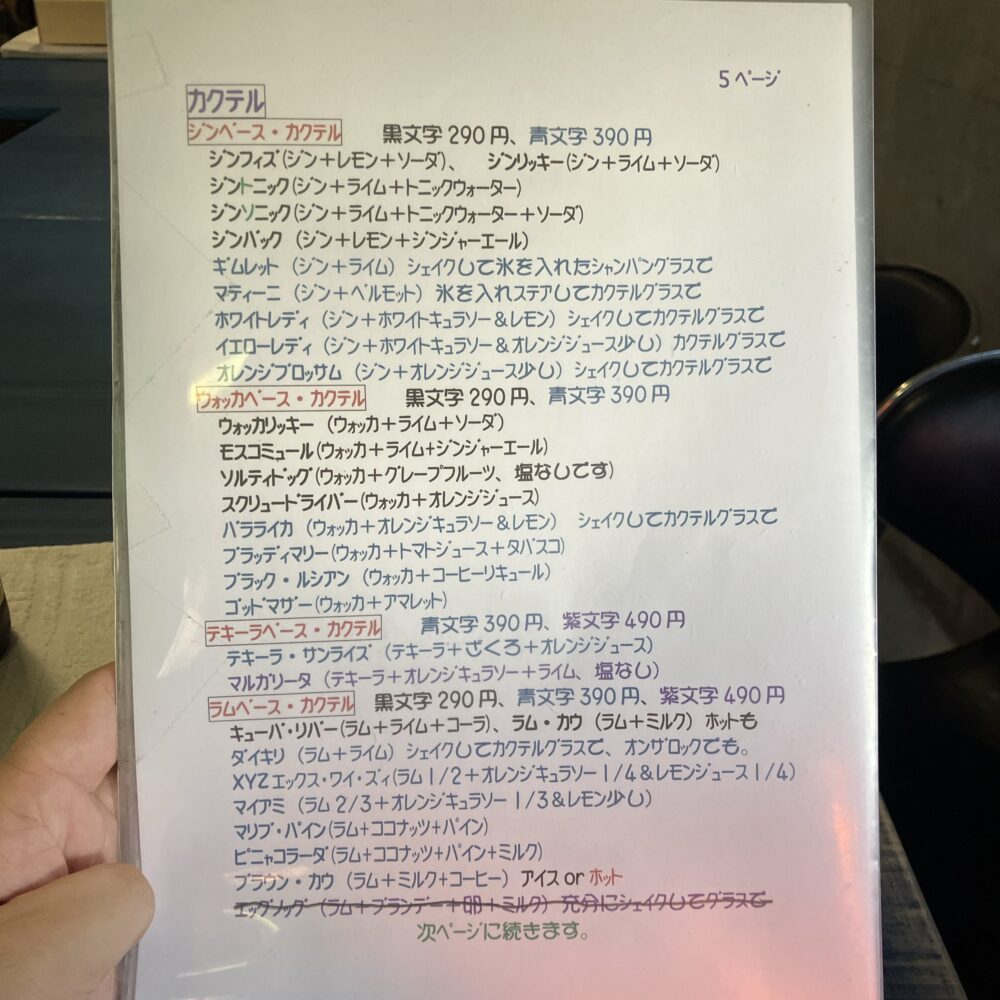 5ページ
カクテル
ジンベース・カクテル　黒文字290円、青文字390円
ジンフィズ(ジン＋レモン＋ソーダ)、　ジンリッキー(ジン＋ライム＋ソーダ)
ジントニック(ジン＋ライム＋トニックウォーター)
ジンソニック(ジン＋ライム＋トニックウォーター＋ソーダ)
ジンバック（ジン＋レモン＋ジンジャーエール)
ギムレット（ジン＋ライム）シェイクして氷を入れたシャンパングラスで
マティーニ（ジン＋ベルモット）氷を入れステアしてカクテルグラスで
ホワイトレディ（ジン＋ホワイトキュラソー＆レモン）シェイクしてカクテルグラスで
イエローレディ（ジン＋ホワイトキュラソー＆オレンジジュース少し）カクテルグラスで
オレンジブロッサム（ジン＋オレンジジュース少し）シェイクしてカクテルグラスで
ウォッカベース・カクテル　黒文字290円、青文字390円
ウォッカリッキー（ウォッカ＋ライム＋ソーダ)
モスコミュール(ウォッカ＋ライム+ジンジャーエール)
ソルティドッグ(ウォッカ＋グレープフルーツ、塩なしです)
スクリュードライバー(ウォッカ＋オレンジジュース)
バラライカ（ウォッカ＋オレンジキュラソー＆レモン）　シェイクしてカクテルグラスで
ブラッディマリー(ウォッカ＋トマトジュース＋タバスコ)
ブラック・ルシアン（ウォッカ＋コーヒーリキュール)
ゴットマザー(ウォッカ＋アマレット)
テキーラベース・カクテル　青文字390円、紫文字490円
テキーラ・サンライズ（テキーラ＋ざくろ＋オレンジジュース)
マルガリータ（テキーラ＋オレンジキュラソー＋ライム、塩なし)
ラムベース・カクテル　黒文字290円、青文字390円、紫文字490円
キューバ・リバー(ラム＋ライム＋コーラ)、ラム・カウ（ラム＋ミルク）ホットも
ダイキリ（ラム＋ライム）シェイクしてカクテルグラスで、オンザロックでも。
XYZエックス・ワイ・ズィ(ラム1/2＋オレンジキュラソー1/4＆レモンジュース1/4)
マイアミ（ラム2/3＋オレンジキュラソー1/3＆レモン少し)
マリブ・パイン(ラム+ココナッツ＋パイン)
ピニャコラーダ(ラム+ココナッツ＋パイン＋ミルク)
ブラウン・カウ（ラム＋ミルク＋コーヒー）アイスorホット
エッグノッグ（ラム＋ブランデー＋卵＋ミルク）充分にシェイクしてグラスで
次ページに続きます。